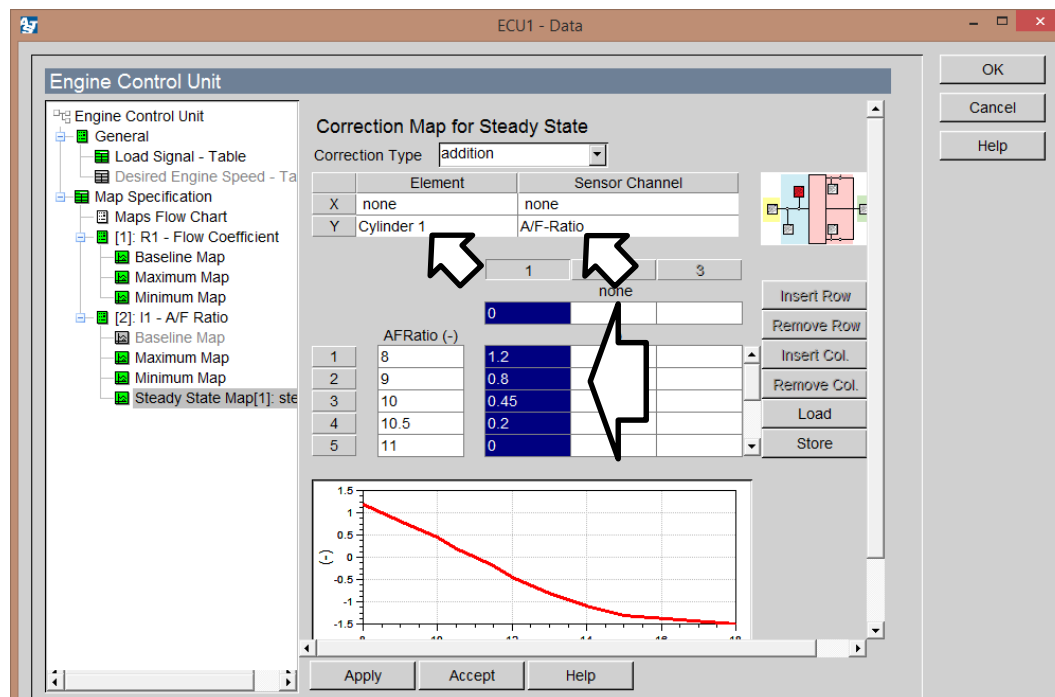 ECU1 - Data
Engine Control Unit
OK
Cancel
Help
Engine Control Unit
General
Load Signal - Table
Desired Engine Speed - Ta
Map Specification
Maps Flow Chart
[1]: R1 - Flow Coefficient
Baseline Map
Maximum Map
Minimum Map
[2]: I1 - A/F Ratio
Baseline Map
Maximum Map
Minimum Map
Steady State Map[1]: ste
Correction Map for Steady State
Correction Type addition
Element Sensor Channel
X none none
Y Cylinder 1 A/F-Ratio
1 3
none
0
AFRatio (-)
1 8 1.2
2 9 0.8
3 10 0.45
4 10.5 0.2
5 11 0
Insert Row
Remove Row
Insert Col.
Remove Col.
Load
Store
1.5
1
0.5
0
-0.5
-1
-1.5
(-)
8 10 12 14 16 18
Apply Accept Help